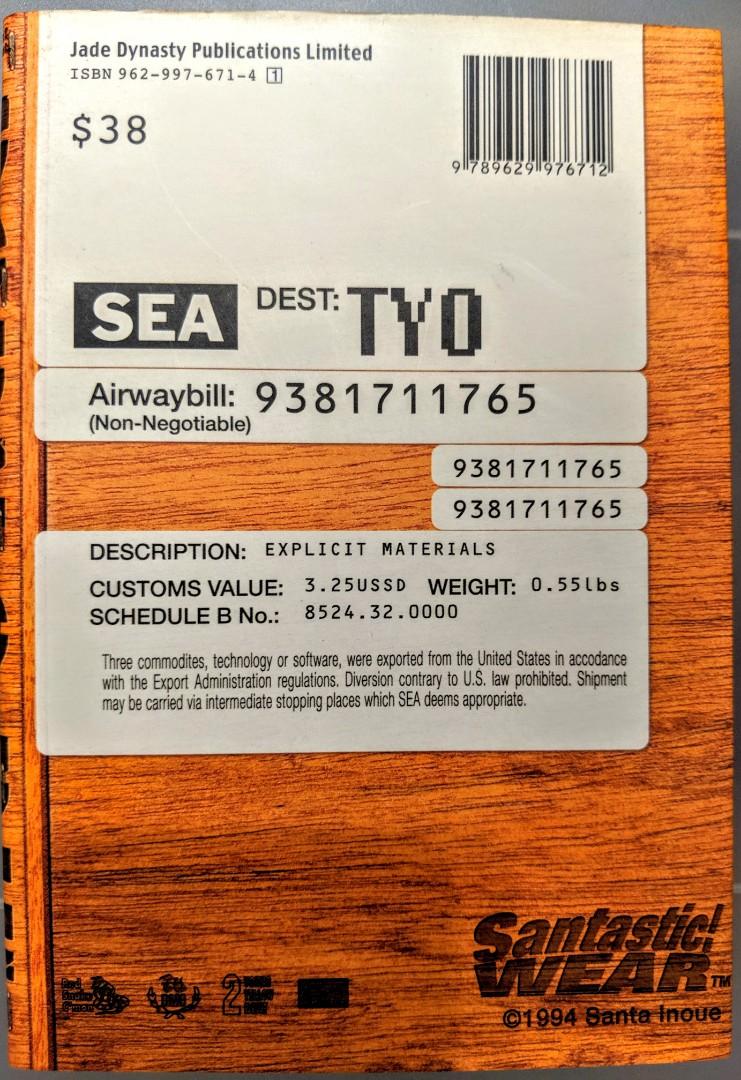 Jade Dynasty Publications Limited
ISBN 962-997-671-4 1
$38
9 789629 976712
SEA DEST: TYO
Airwaybill: 9381711765
(Non-Negotiable)
9381711765
9381711765
DESCRIPTION: EXPLICIT MATERIALS
CUSTOMS VALUE: 3.25USSD WEIGHT: 0.55lbs
SCHEDULE B No.: 8524.32.0000
Three commodites, technology or software, were exported from the United States in accodance
with the Export Administration regulations. Diversion contrary to U.S. law prohibited. Shipment
may be carried via intermediate stopping places which SEA deems appropriate.
Santastic!
WEAR TM
©1994 Santa Inoue